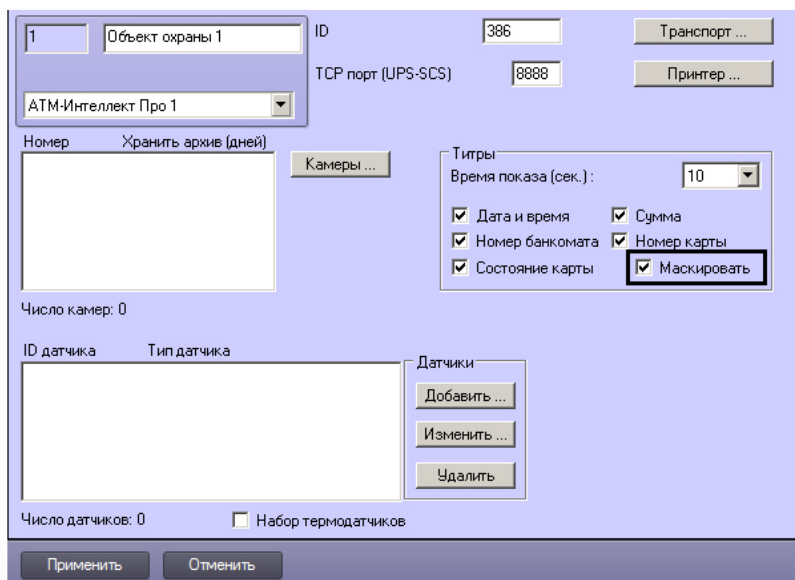 1
Объект охраны 1
ID
386
Транспорт ...
TCP порт (UPS-SCS)
8888
Принтер ...
АТМ-Интеллект Про 1
Номер Хранить архив (дней)
Камеры ...
Титры
Время показа (сек.) :
10
Дата и время
Сумма
Номер банкомата
Номер карты
Состояние карты
Маскировать
Число камер: 0
ID датчика Тип датчика
Датчики
Добавить ...
Изменить ...
Удалить
Число датчиков: 0
Набор термодатчиков
Применить
Отменить